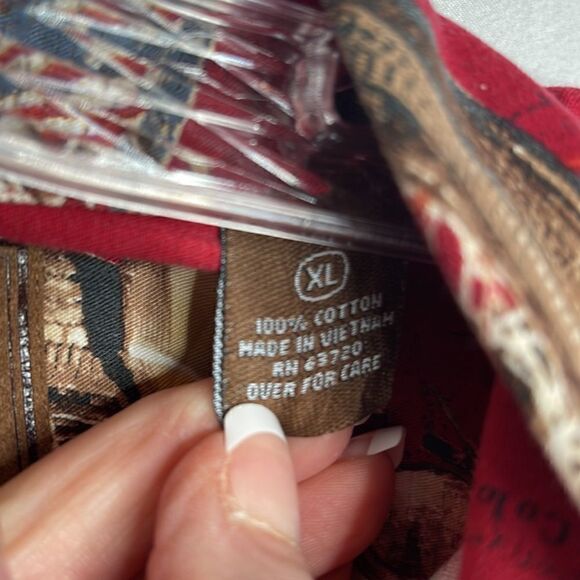 XL
100% COTTON
MADE IN VIETNAM
RN 63720
OVER FOR CARE